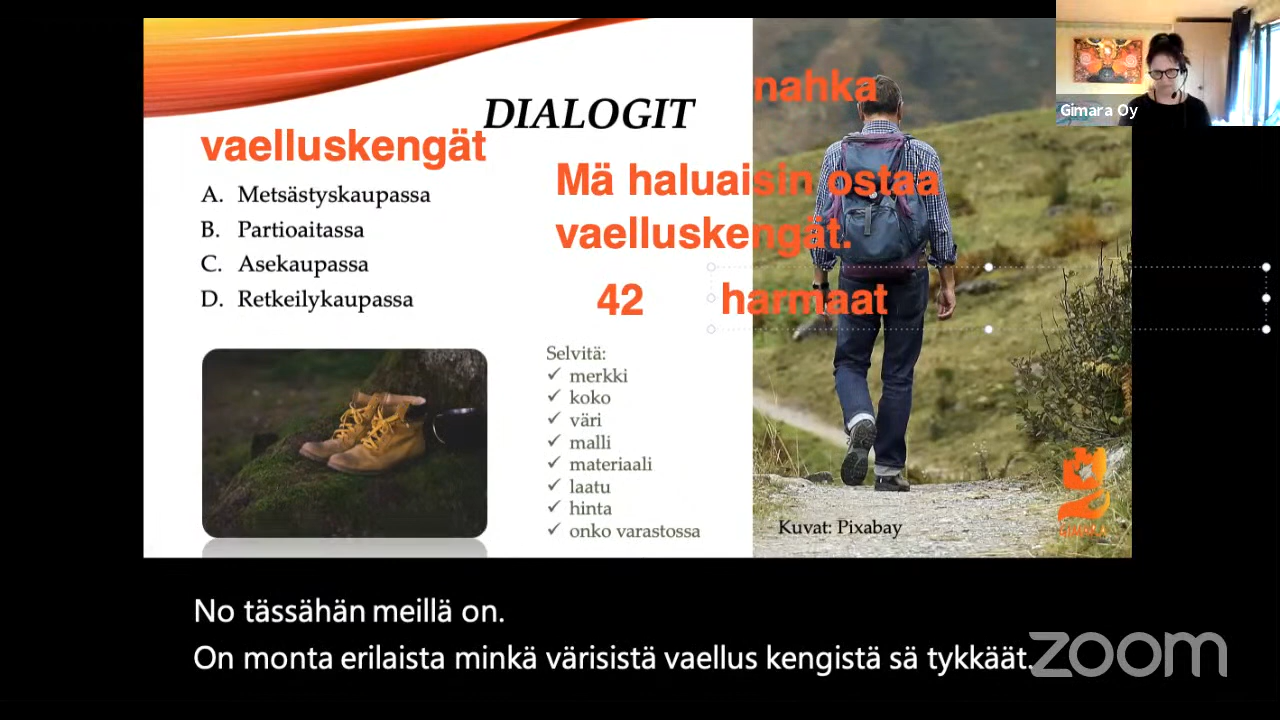 nahka
Gimara Oy
DIALOGIT
vaelluskengät
Mä haluaisin ostaa
vaelluskengät.
A. Metsästyskaupassa
B. Partioaitassa
C. Asekaupassa
D. Retkeilykaupassa
42
harmaat
Selvitä:
✓ merkki
✓ koko
✓ väri
✓ malli
✓ materiaali
✓ laatu
✓ hinta
✓ onko varastossa
Kuvat: Pixabay
GIMARA
No tässähän meillä on.
On monta erilaista minkä värisistä vaellus kengistä sä tykkäät.
zoom